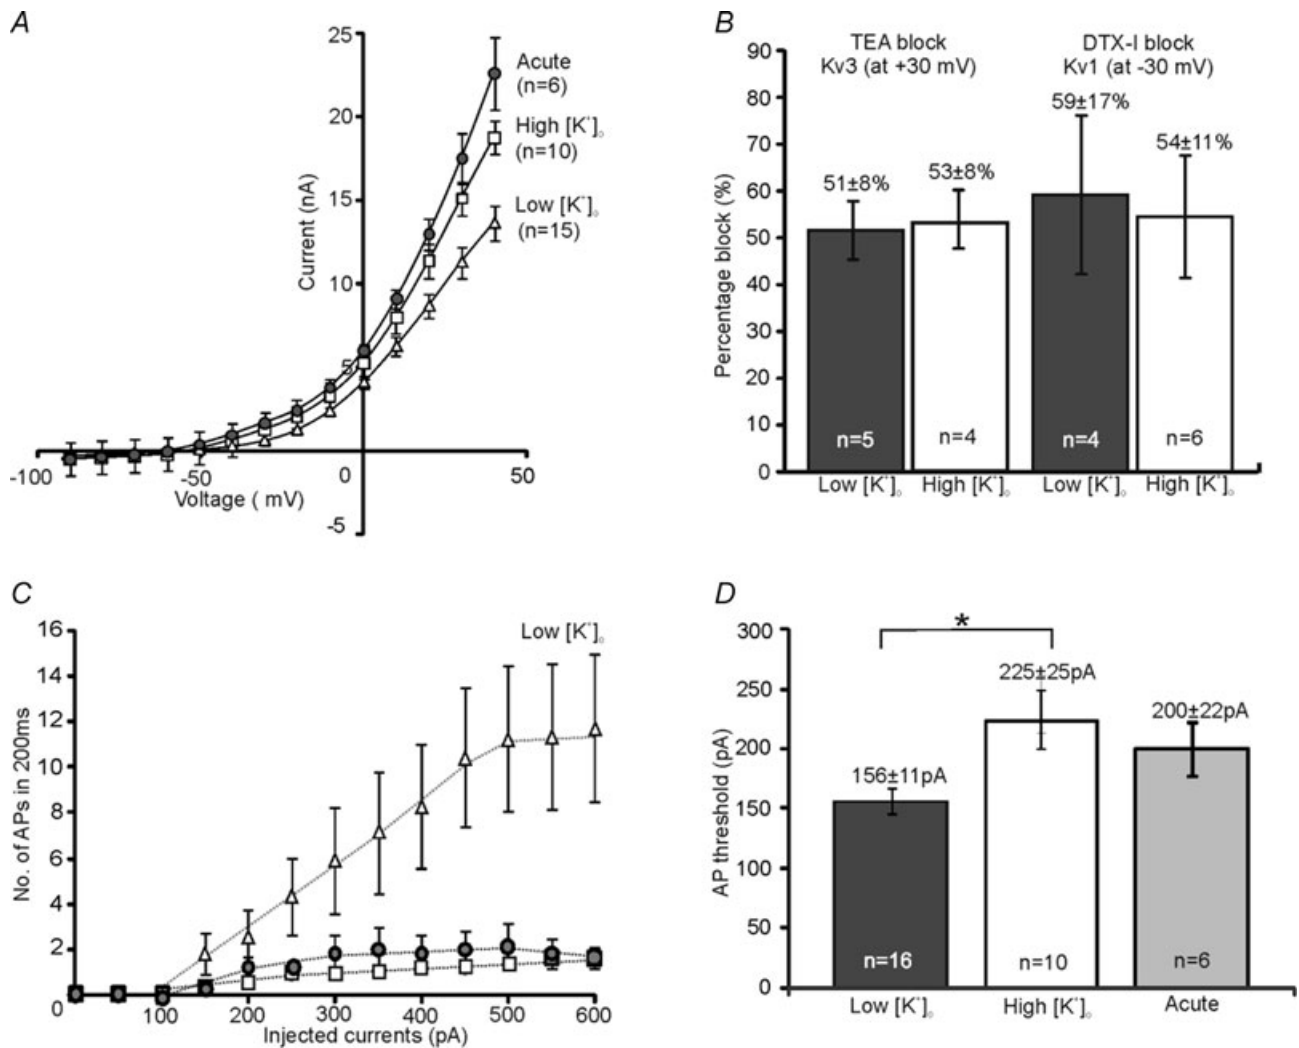 A
25
20
15
10
5
0
-5
-100
-50
50
Current (nA)
Voltage ( mV)
Acute
(n=6)
High [K⁺]ₒ
(n=10)
Low [K⁺]ₒ
(n=15)
B
90
80
70
60
50
40
30
20
10
0
Percentage block (%)
TEA block
Kv3 (at +30 mV)
DTX-I block
Kv1 (at -30 mV)
51±8%
53±8%
59±17%
54±11%
n=5
n=4
n=4
n=6
Low [K⁺]ₒ
High [K⁺]ₒ
Low [K⁺]ₒ
High [K⁺]ₒ
C
16
14
12
10
8
6
4
2
0
No. of APs in 200ms
Low [K⁺]ₒ
0
100
200
300
400
500
600
Injected currents (pA)
D
300
250
200
150
100
50
0
AP threshold (pA)
*
156±11pA
225±25pA
200±22pA
n=16
n=10
n=6
Low [K⁺]ₒ
High [K⁺]ₒ
Acute